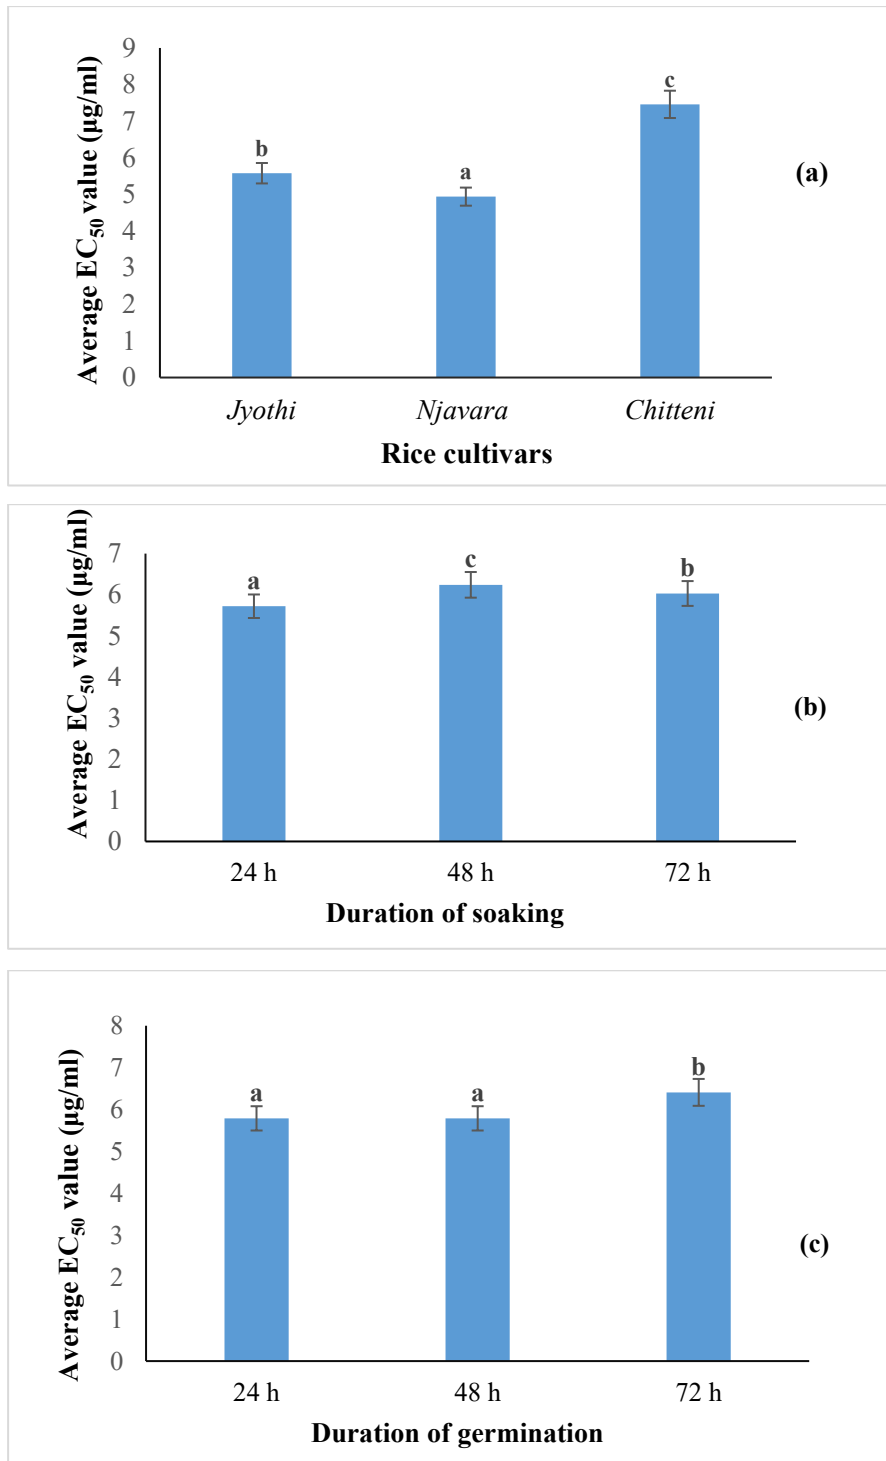 Average EC50 value (µg/ml)
9
8
7
6
5
4
3
2
1
0
b
a
c
(a)
Jyothi Njavara Chitteni
Rice cultivars
Average EC50 value (µg/ml)
7
6
5
4
3
2
1
0
a
c
b
(b)
24 h 48 h 72 h
Duration of soaking
Average EC50 value (µg/ml)
8
7
6
5
4
3
2
1
0
a
a
b
(c)
24 h 48 h 72 h
Duration of germination